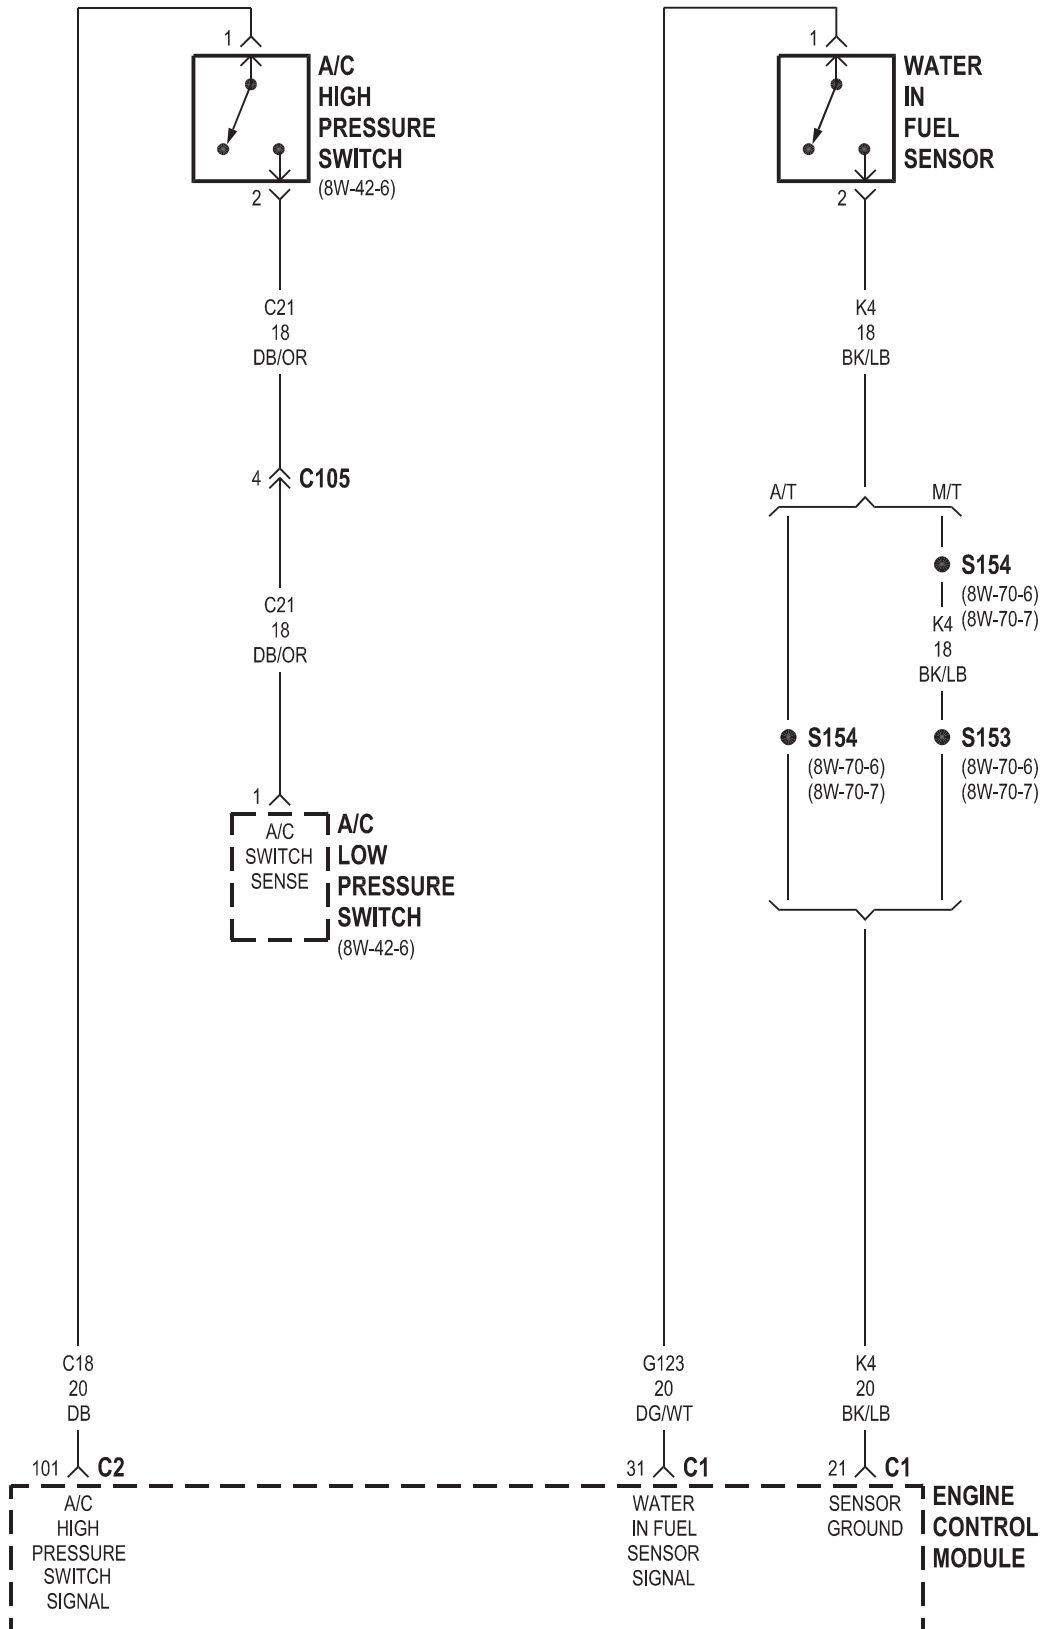 1
A/C
HIGH
PRESSURE
SWITCH
(8W-42-6)
2
C21
18
DB/OR
4
C105
C21
18
DB/OR
1
A/C
SWITCH
SENSE
A/C
LOW
PRESSURE
SWITCH
(8W-42-6)
1
WATER
IN
FUEL
SENSOR
2
K4
18
BK/LB
A/T
M/T
S154
(8W-70-6)
(8W-70-7)
K4
18
BK/LB
S154
(8W-70-6)
(8W-70-7)
S153
(8W-70-6)
(8W-70-7)
C18
20
DB
101
C2
A/C
HIGH
PRESSURE
SWITCH
SIGNAL
G123
20
DG/WT
31
C1
WATER
IN FUEL
SENSOR
SIGNAL
K4
20
BK/LB
21
C1
SENSOR
GROUND
ENGINE
CONTROL
MODULE